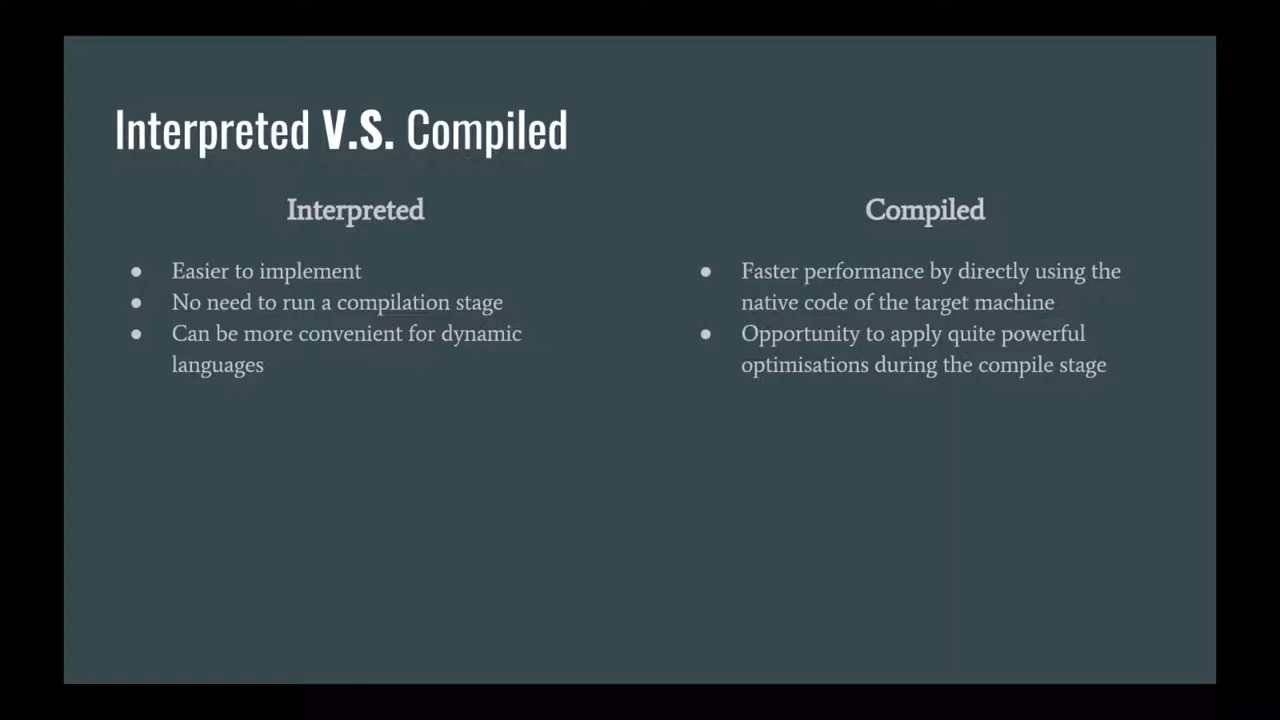 Interpreted V.S. Compiled
Interpreted
● Easier to implement
● No need to run a compilation stage
● Can be more convenient for dynamic
languages
Compiled
● Faster performance by directly using the
native code of the target machine
● Opportunity to apply quite powerful
optimisations during the compile stage